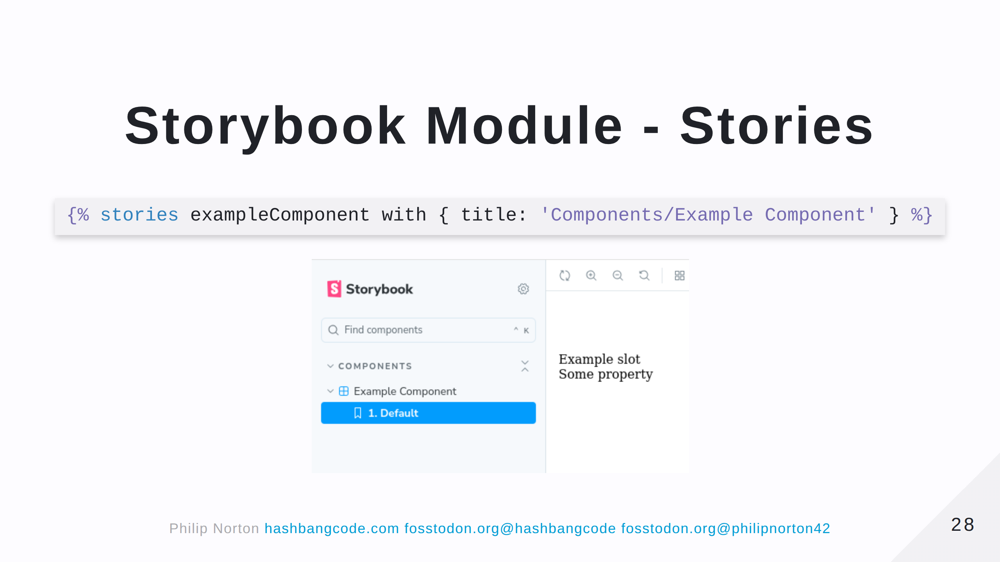 Storybook Module - Stories
{% stories exampleComponent with { title: 'Components/Example Component' } %}
Storybook
Find components ^ K
COMPONENTS
Example Component
1. Default
Example slot
Some property
Philip Norton hashbangcode.com fosstodon.org@hashbangcode fosstodon.org@philipnorton42
28